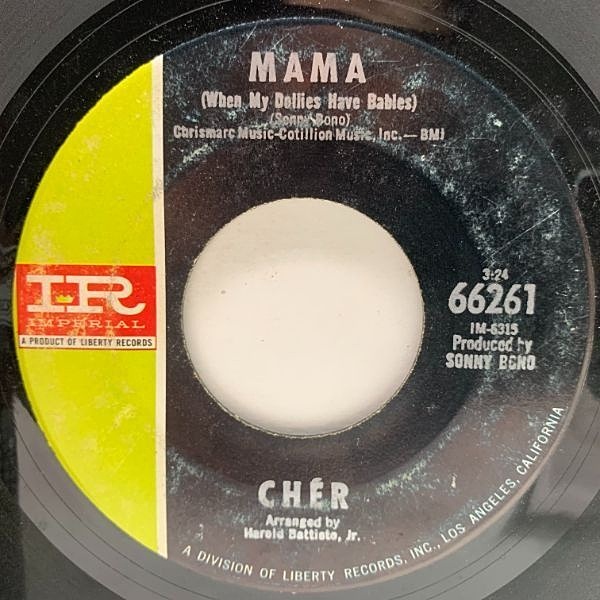 MAMA
(When My Dollies Have Babies)
(Sonny Bono)
Chrismarc Music-Cotillion Music, Inc. — BMI
3:24
66261
IM-6315
Produced by
SONNY BONO
IR
IMPERIAL
A PRODUCT OF LIBERTY RECORDS
CHÉR
Arranged by
Harold Battiste, Jr.
A DIVISION OF LIBERTY RECORDS, INC., LOS ANGELES, CALIFORNIA